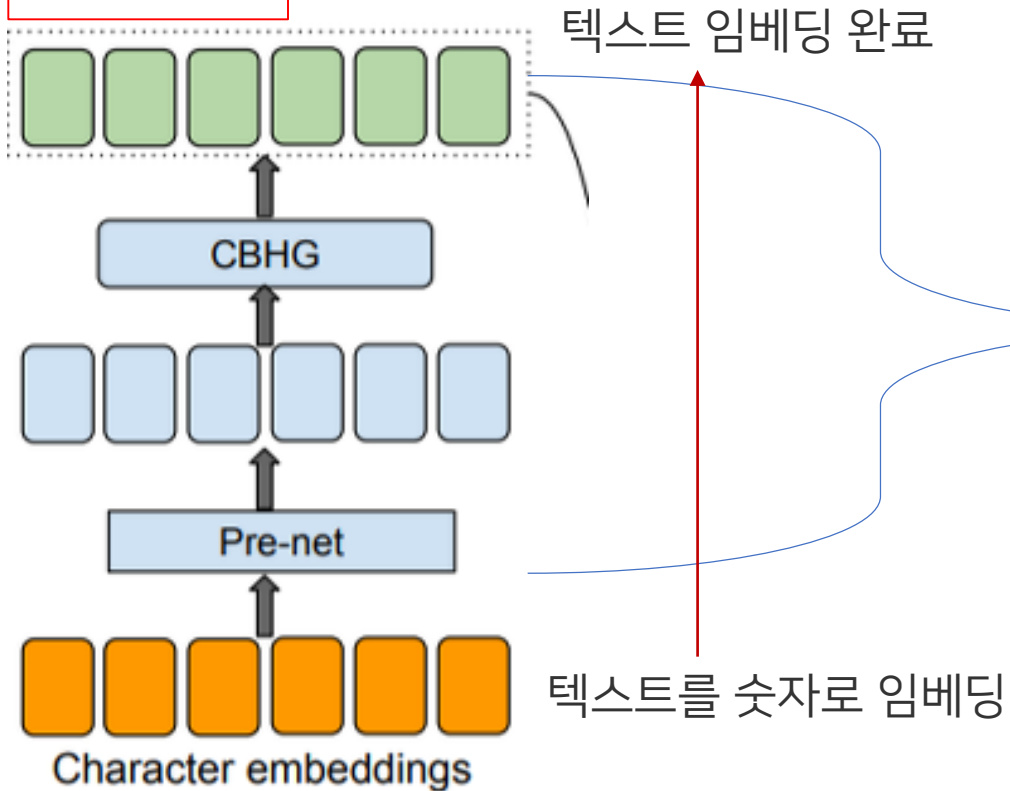 텍스트 임베딩 완료
CBHG
Pre-net
텍스트를 숫자로 임베딩
Character embeddings